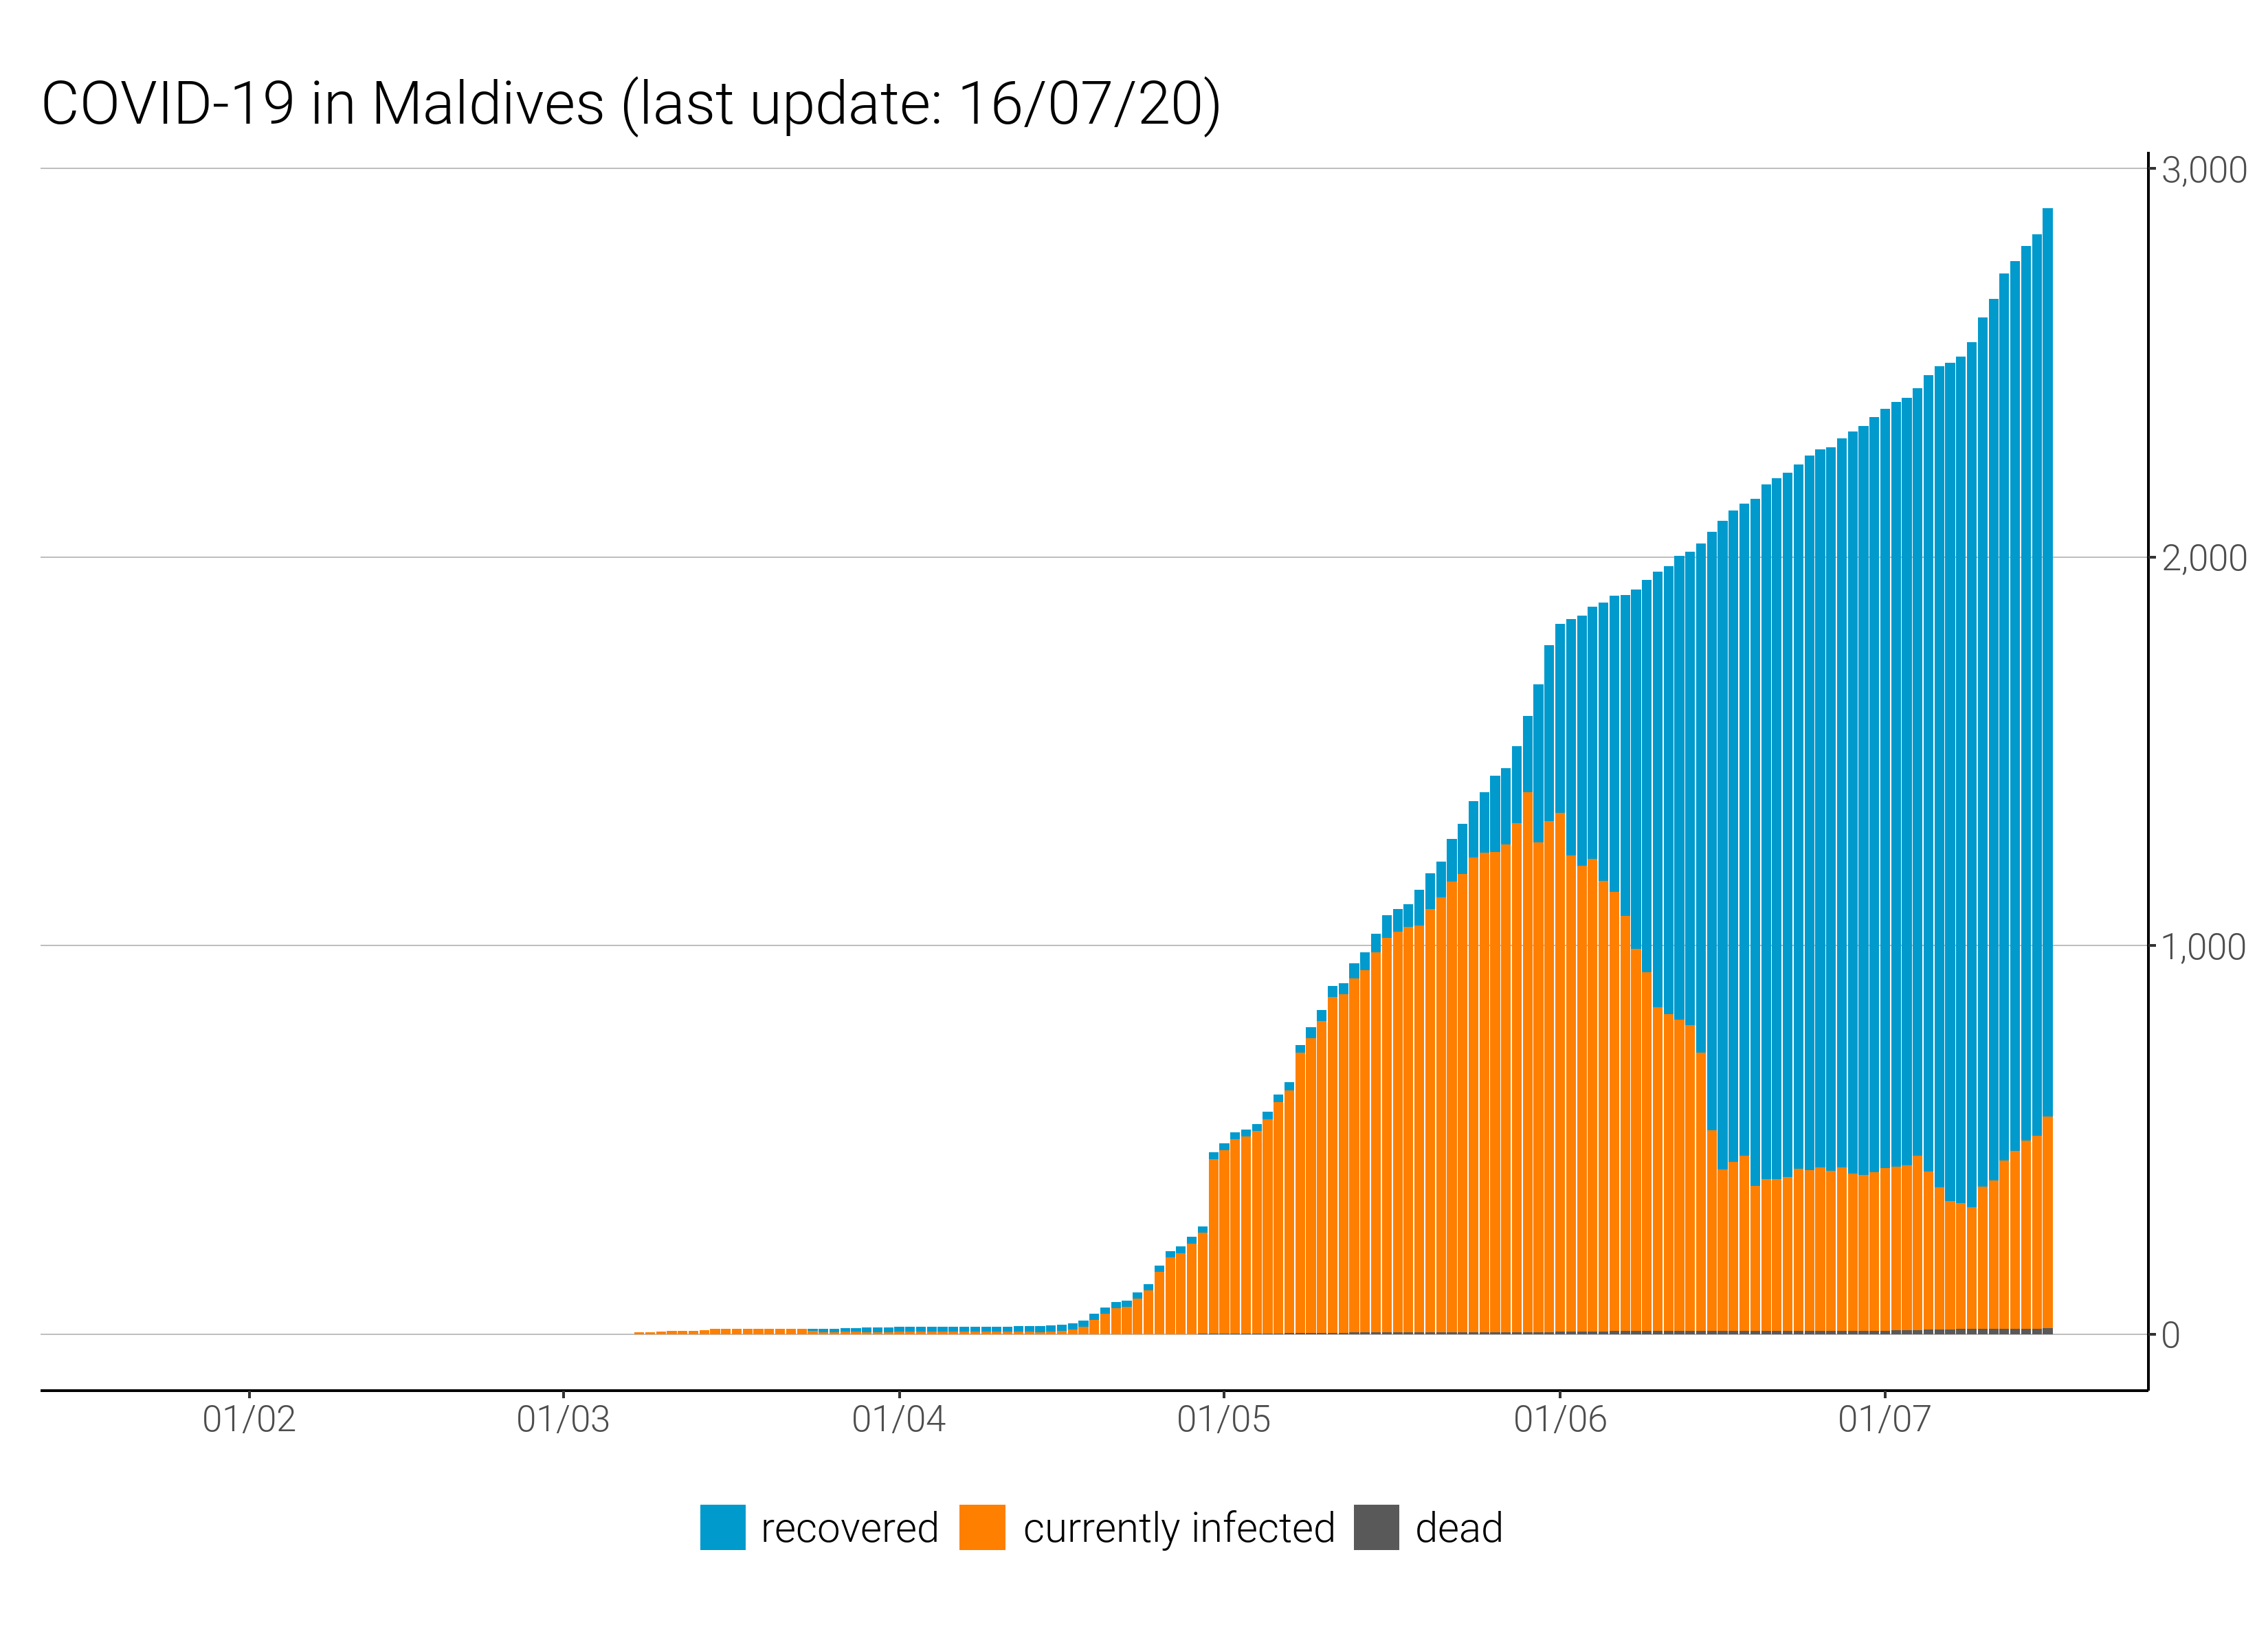 COVID-19 in Maldives (last update: 16/07/20)
3,000
2,000
1,000
0
01/02 01/03 01/04 01/05 01/06 01/07
recovered currently infected dead